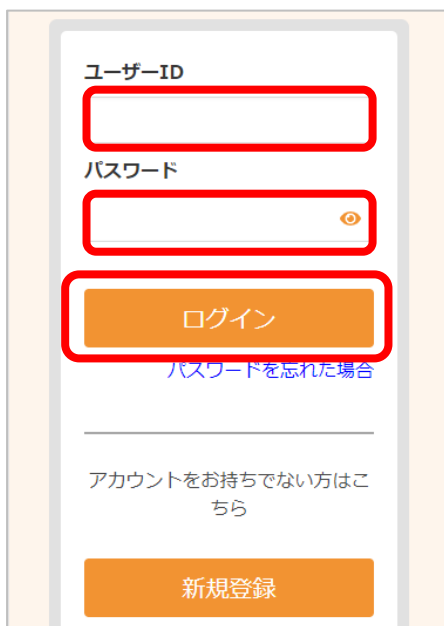 ユーザーID
パスワード
ログイン
パスワードを忘れた場合
アカウントをお持ちでない方はこ
ちら
新規登録